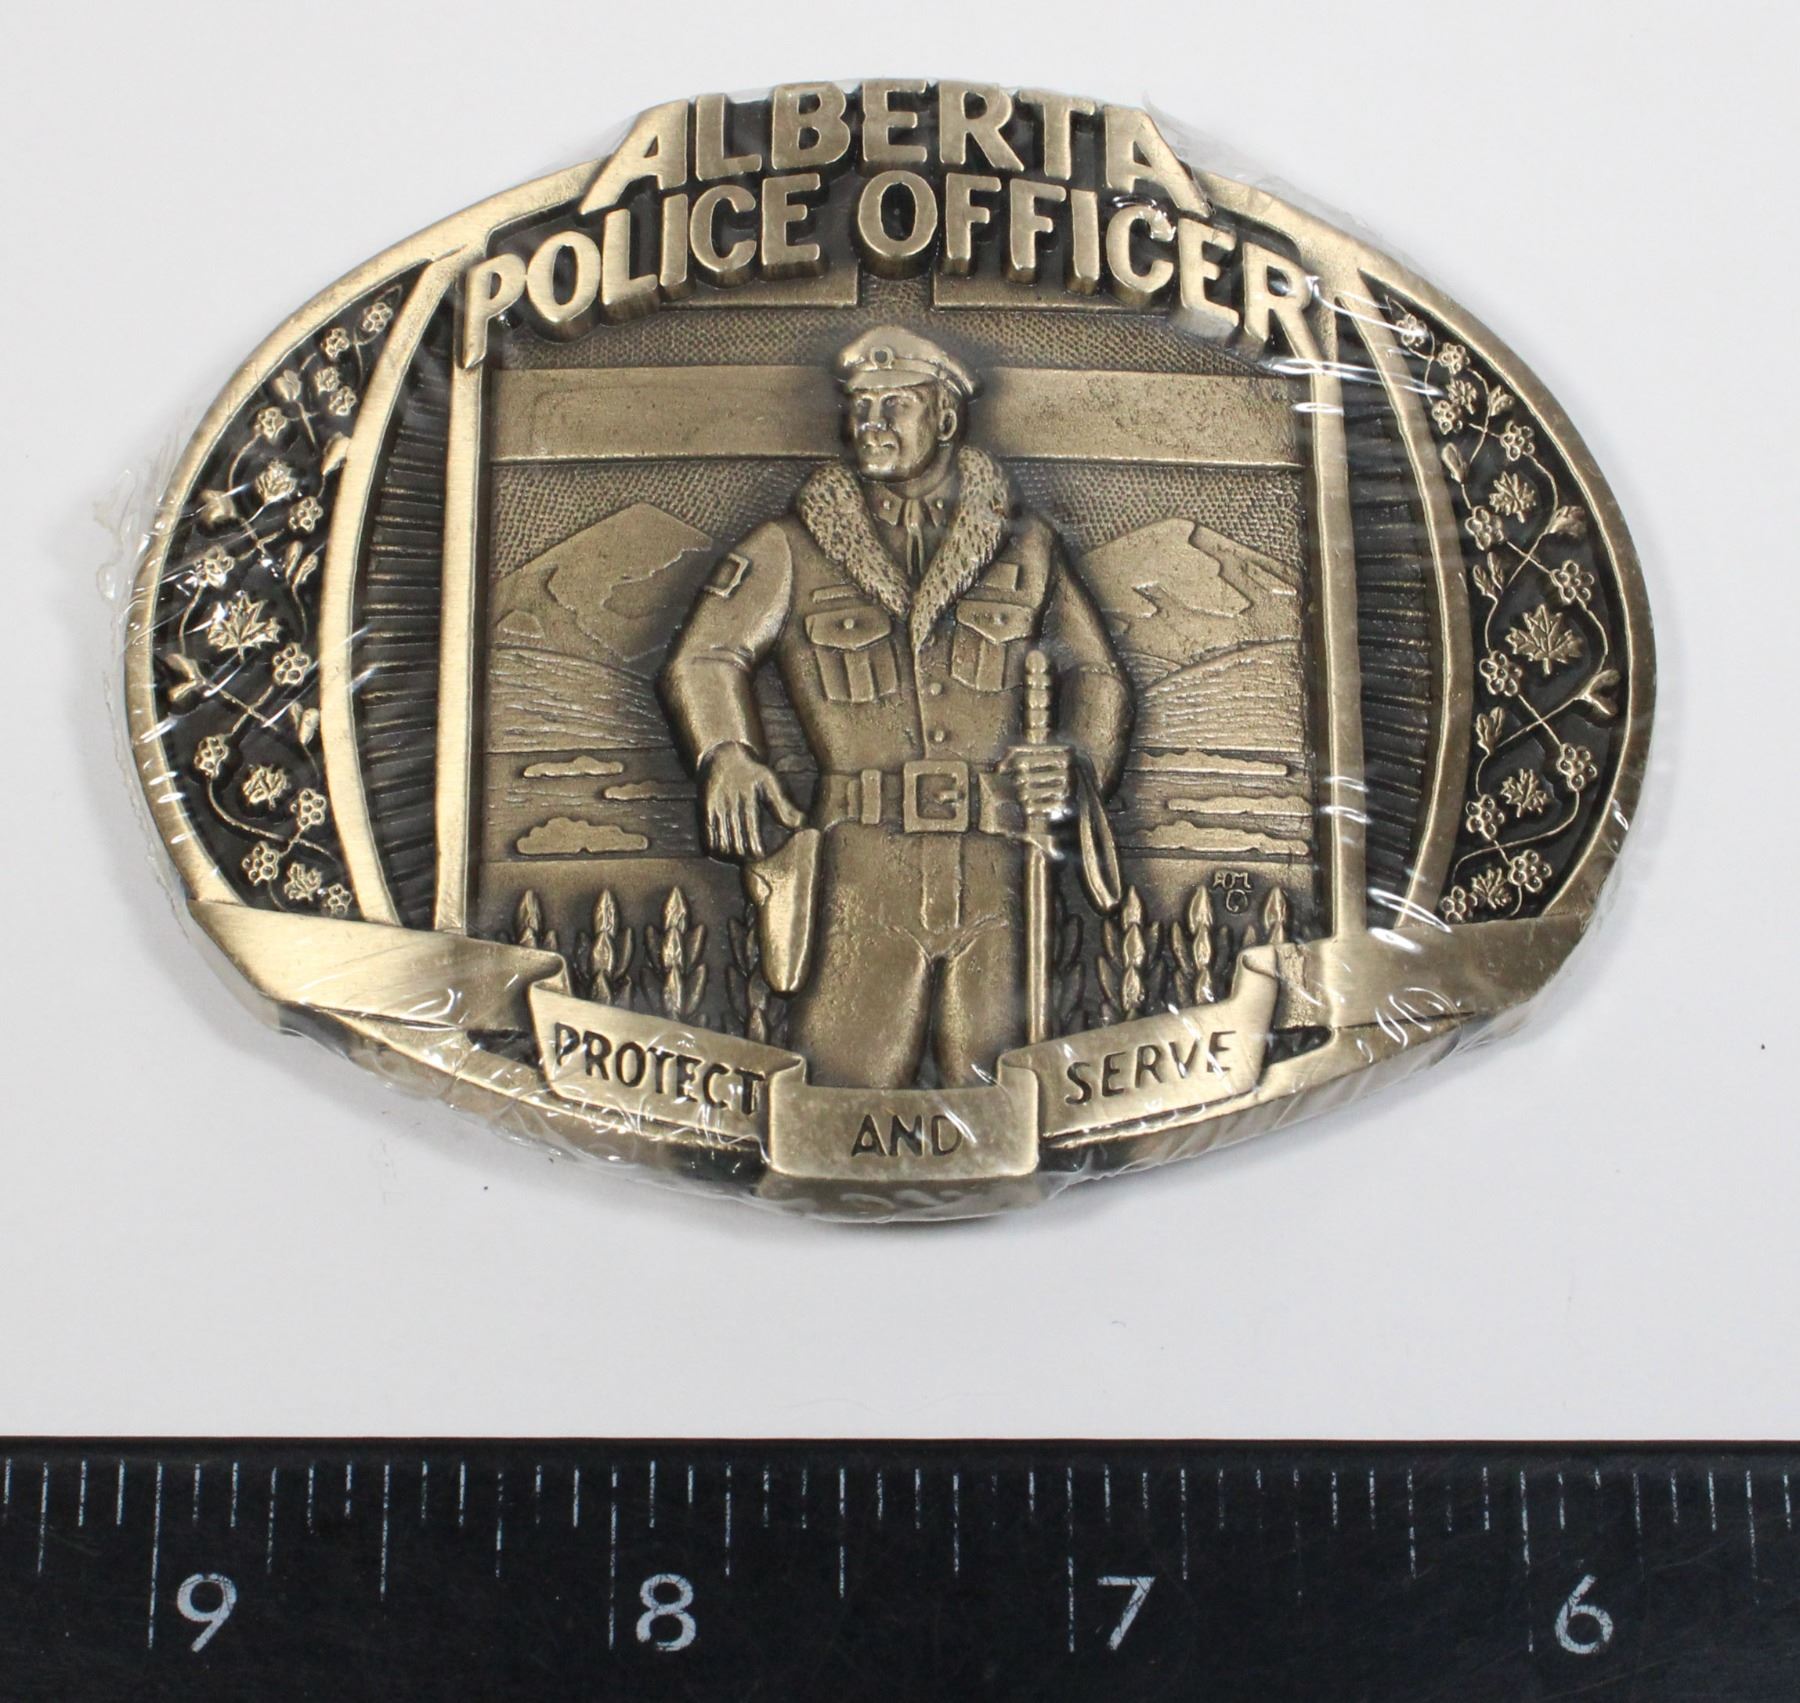 ALBERTA
POLICE OFFICER
PROTECT AND SERVE
9 8 7 6